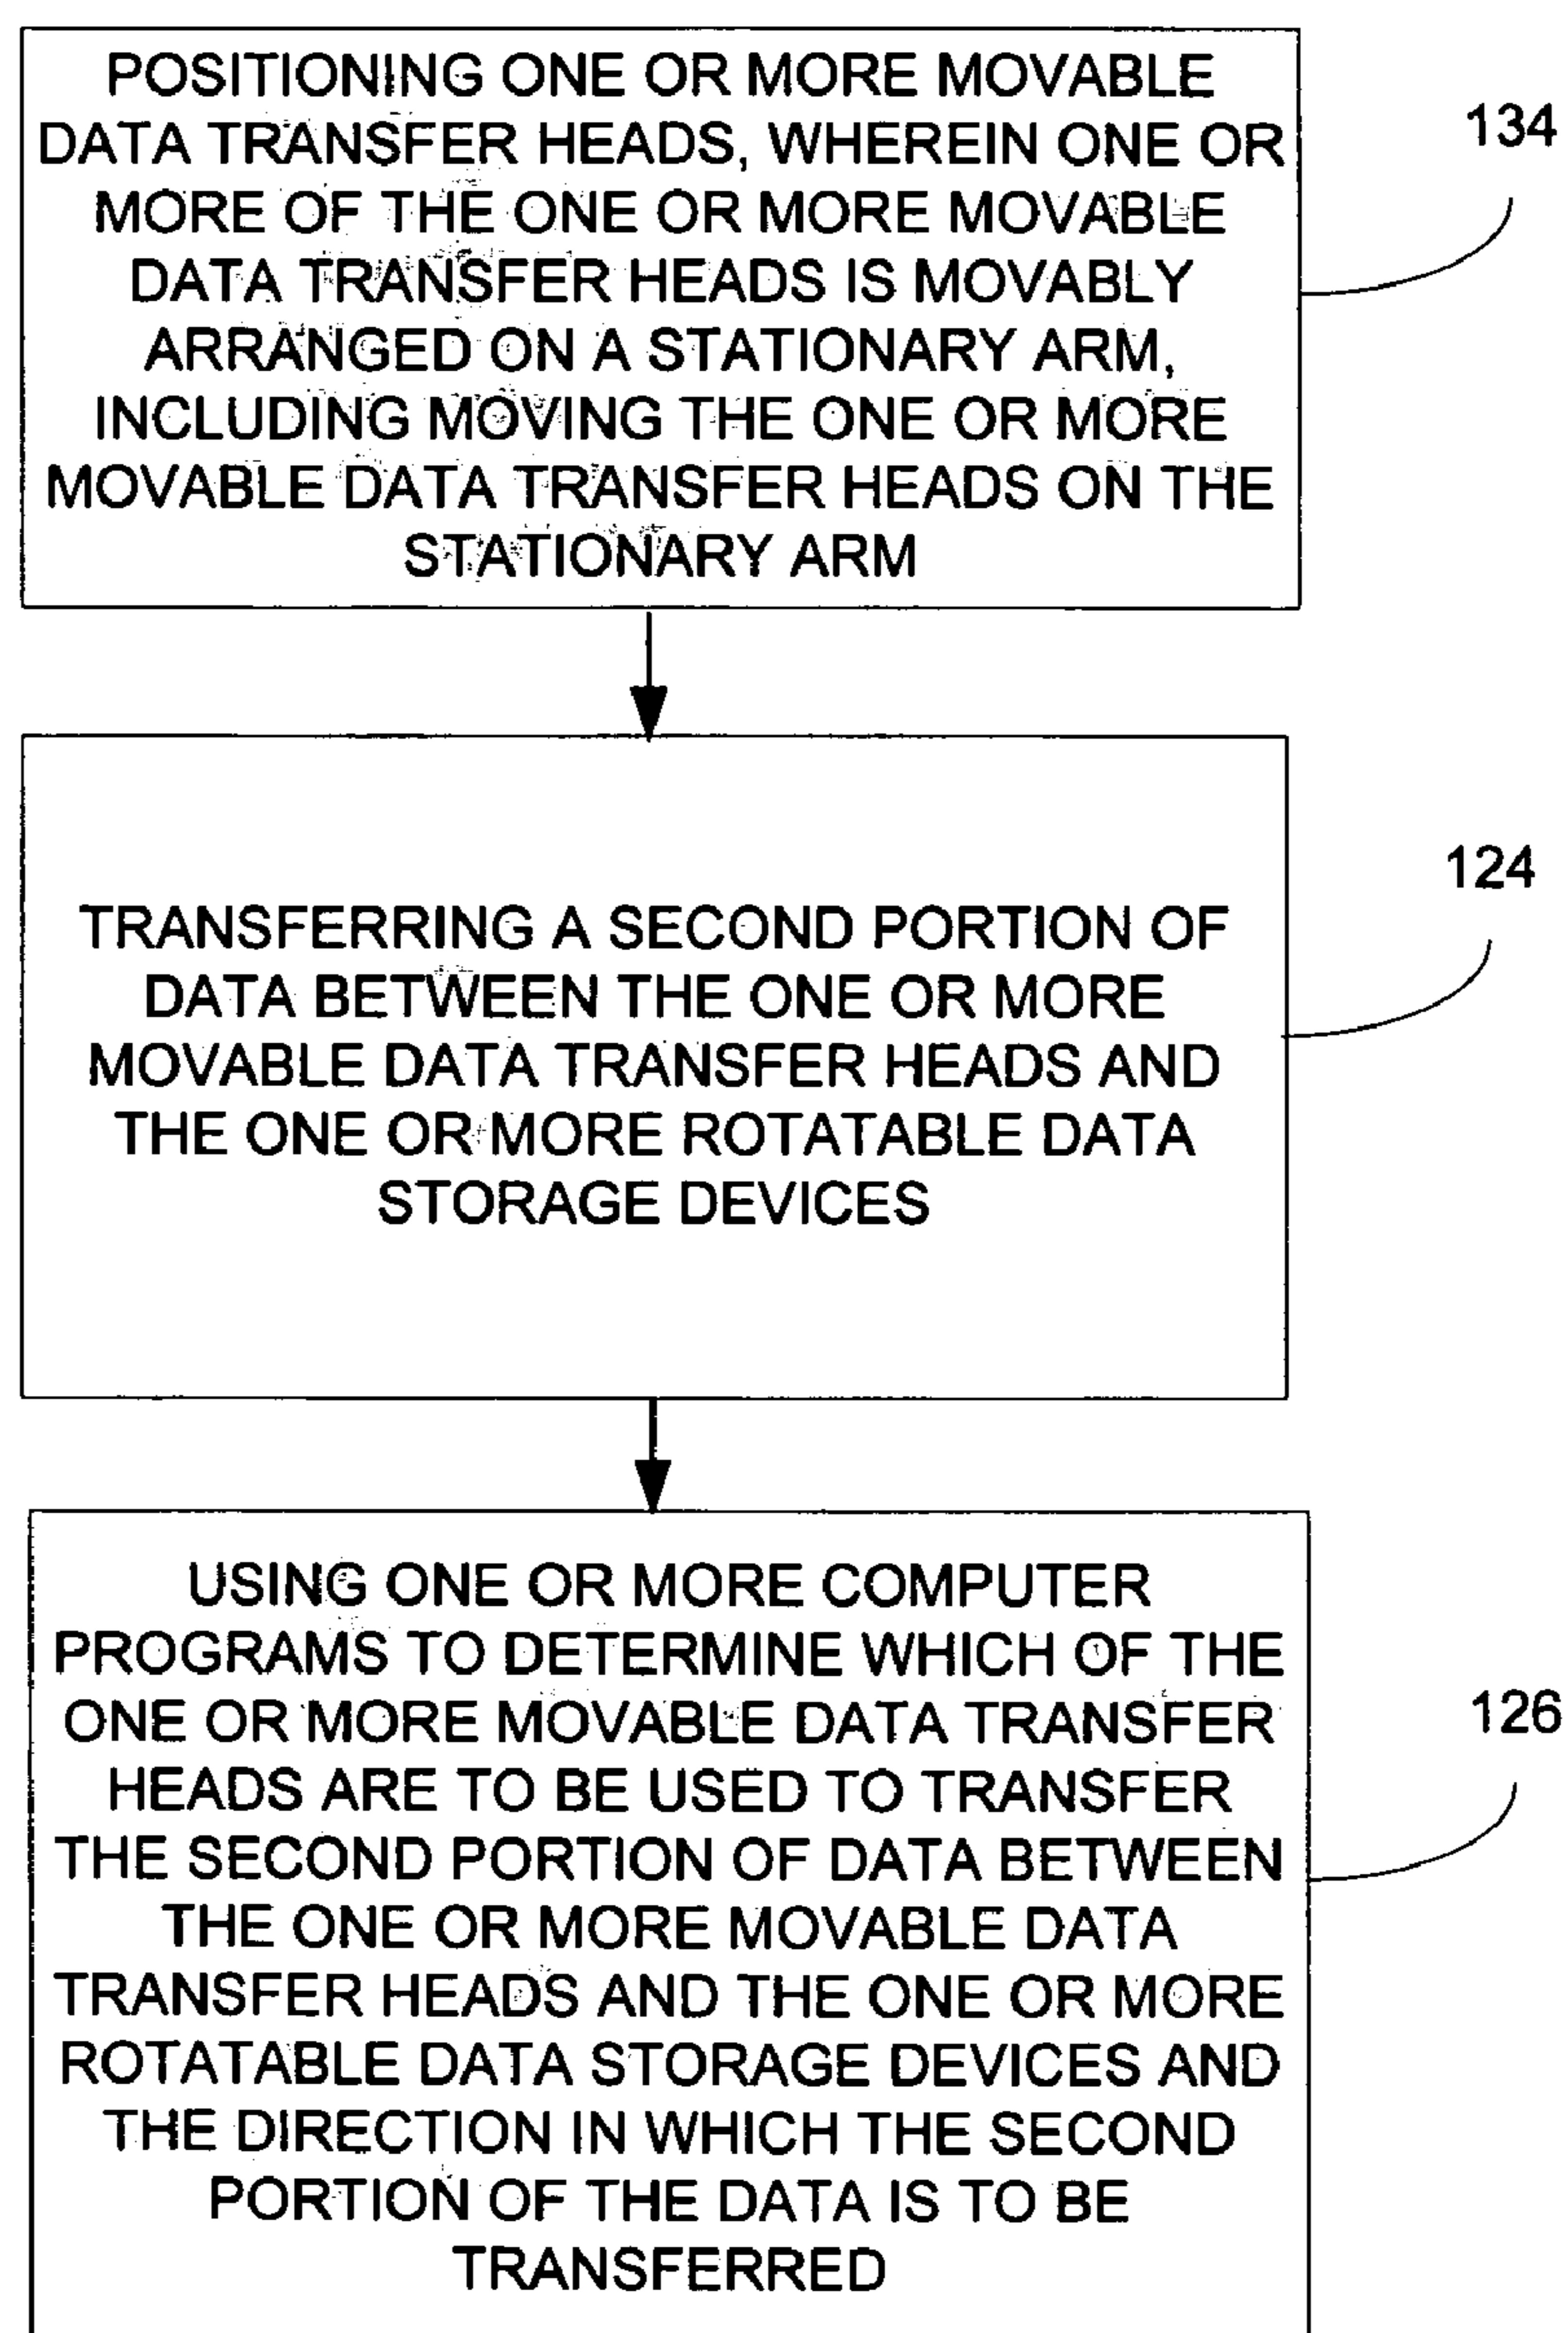 POSITIONING ONE OR MORE MOVABLE
DATA TRANSFER HEADS, WHEREIN ONE OR
MORE OF THE ONE OR MORE MOVABLE
DATA TRANSFER HEADS IS MOVABLY
ARRANGED ON A STATIONARY ARM,
INCLUDING MOVING THE ONE OR MORE
MOVABLE DATA TRANSFER HEADS ON THE
STATIONARY ARM
134
TRANSFERRING A SECOND PORTION OF
DATA BETWEEN THE ONE OR MORE
MOVABLE DATA TRANSFER HEADS AND
THE ONE OR MORE ROTATABLE DATA
STORAGE DEVICES
124
USING ONE OR MORE COMPUTER
PROGRAMS TO DETERMINE WHICH OF THE
ONE OR MORE MOVABLE DATA TRANSFER
HEADS ARE TO BE USED TO TRANSFER
THE SECOND PORTION OF DATA BETWEEN
THE ONE OR MORE MOVABLE DATA
TRANSFER HEADS AND THE ONE OR MORE
ROTATABLE DATA STORAGE DEVICES AND
THE DIRECTION IN WHICH THE SECOND
PORTION OF THE DATA IS TO BE
TRANSFERRED
126